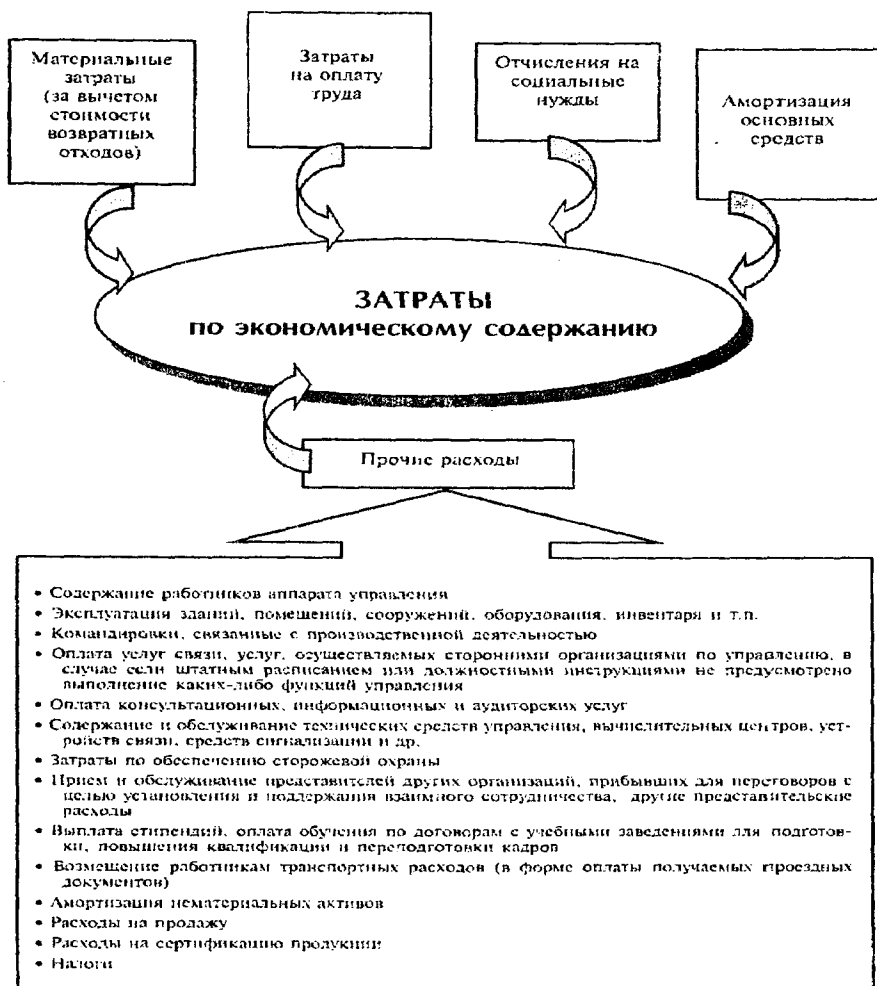 Материальные
затраты
(за вычетом
стоимости
возвратных
отходов)
Затраты
на оплату
труда
Отчисления на
социальные
нужды
Амортизация
основных
средств
ЗАТРАТЫ
по экономическому содержанию
Прочие расходы
• Содержание работников аппарата управления
• Эксплуатация зданий, помещений, сооружений, оборудования, инвентаря и т.п.
• Командировки, связанные с производственной деятельностью
• Оплата услуг связи, услуг, осуществляемых сторонними организациями по управлению, в
случае если штатным расписанием или должностными инструкциями не предусмотрено
выполнение каких-либо функций управления
• Оплата консультационных, информационных и аудиторских услуг
• Содержание и обслуживание технических средств управления, вычислительных центров, уст-
ройств связи, средств сигнализации и др.
• Затраты по обеспечению сторожевой охраны
• Прием и обслуживание представителей других организаций, прибывших для переговоров с
целью установления и поддержания взаимного сотрудничества, другие представительские
расходы
• Выплата стипендий, оплата обучения по договорам с учебными заведениями для подготов-
ки, повышения квалификации и переподготовки кадров
• Возмещение работникам транспортных расходов (в форме оплаты получаемых проездных
документов)
• Амортизация нематериальных активов
• Расходы на продажу
• Расходы на сертификацию продукции
• Налоги